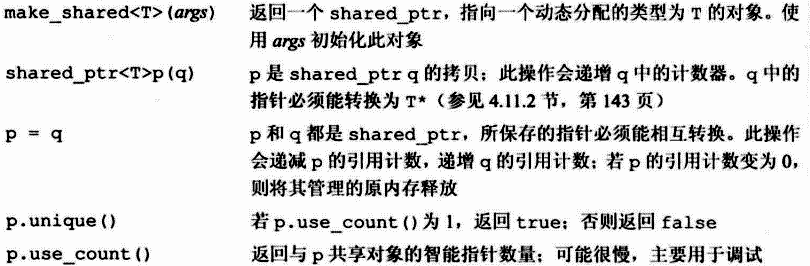 make_shared<T>(args) 返回一个 shared_ptr，指向一个动态分配的类型为 T 的对象。使
用 args 初始化此对象
shared_ptr<T>p(q) p 是 shared_ptr q 的拷贝；此操作会递增 q 中的计数器。q 中的
指针必须能转换为 T*（参见 4.11.2 节，第 143 页）
p = q p 和 q 都是 shared_ptr，所保存的指针必须能相互转换。此操作
会递减 p 的引用计数，递增 q 的引用计数；若 p 的引用计数变为 0，
则将其管理的原内存释放
p.unique() 若 p.use_count()为 1，返回 true；否则返回 false
p.use_count() 返回与 p 共享对象的智能指针数量；可能很慢，主要用于调试